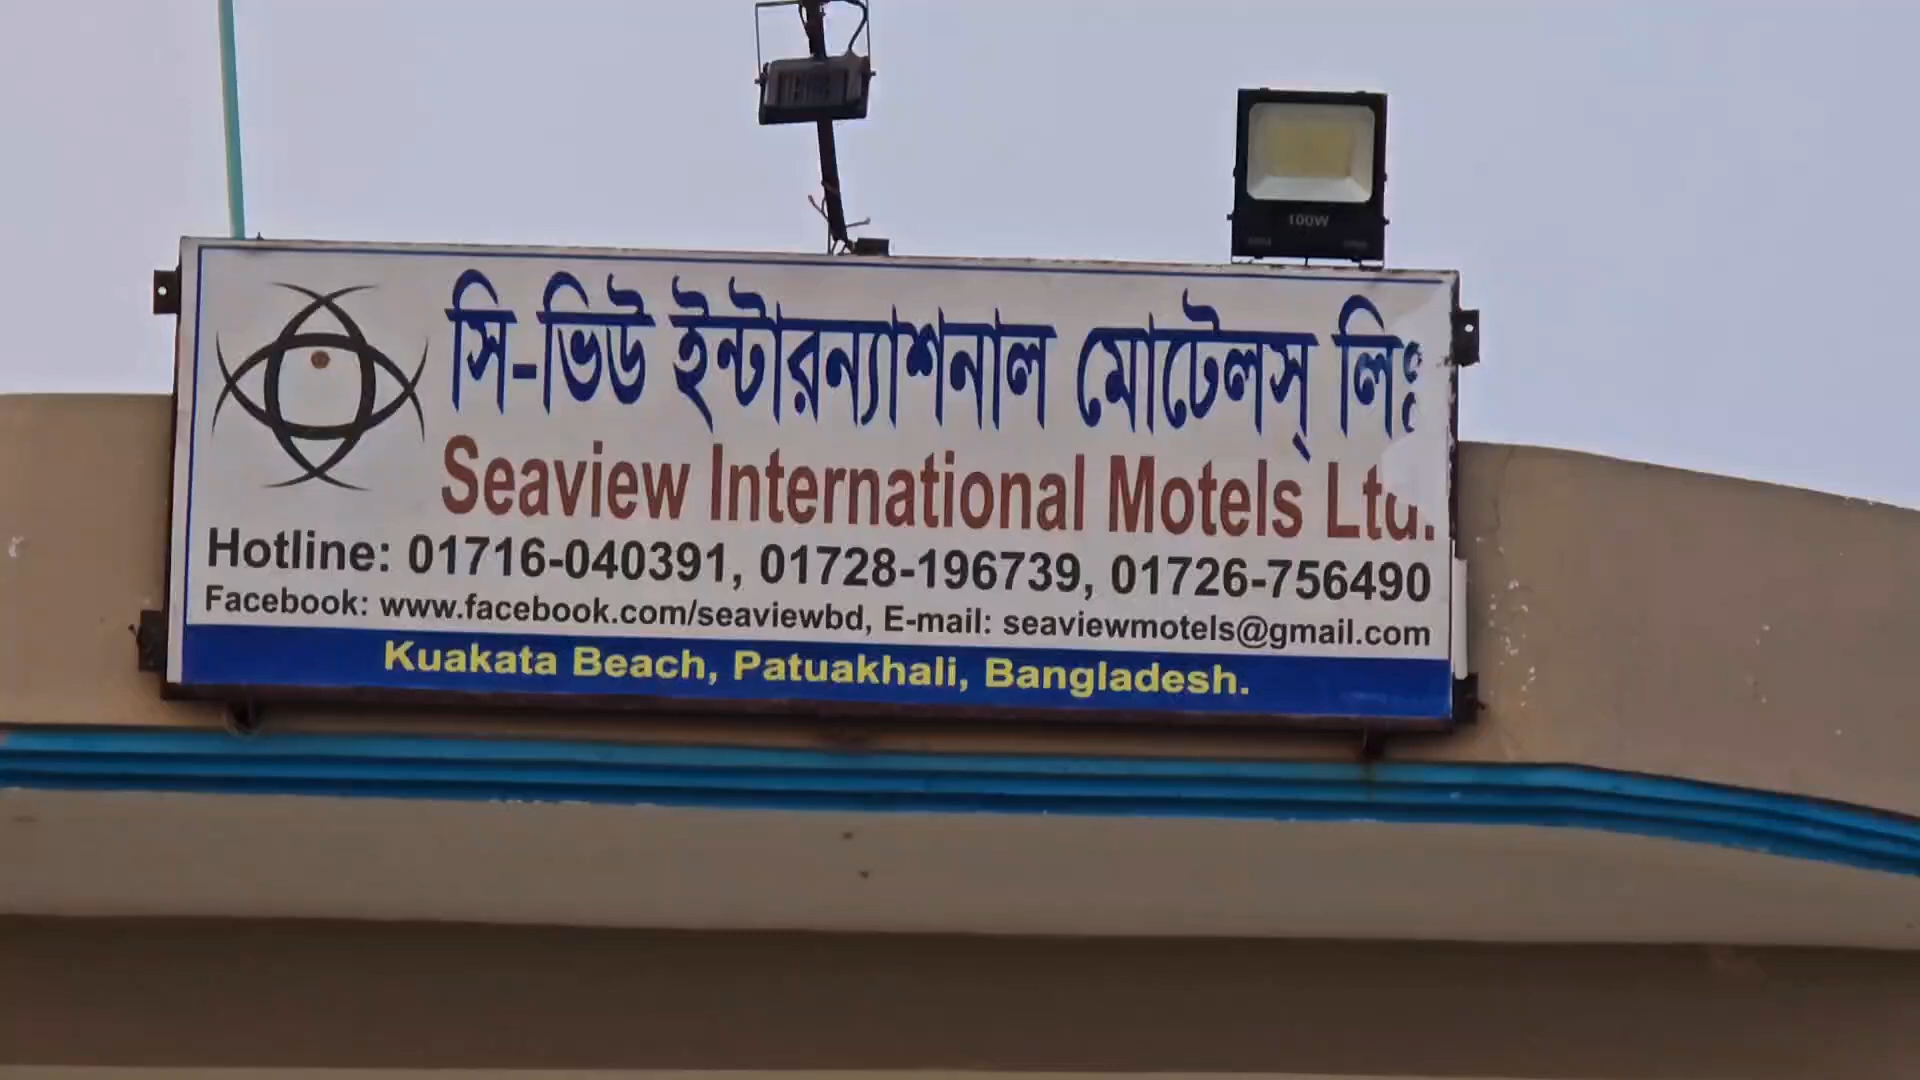 100W
সি-ভিউ ইন্টারন্যাশনাল মোটেলস্ লিঃ
Seaview International Motels Ltd.
Hotline: 01716-040391, 01728-196739, 01726-756490
Facebook: www.facebook.com/seaviewbd, E-mail: seaviewmotels@gmail.com
Kuakata Beach, Patuakhali, Bangladesh.